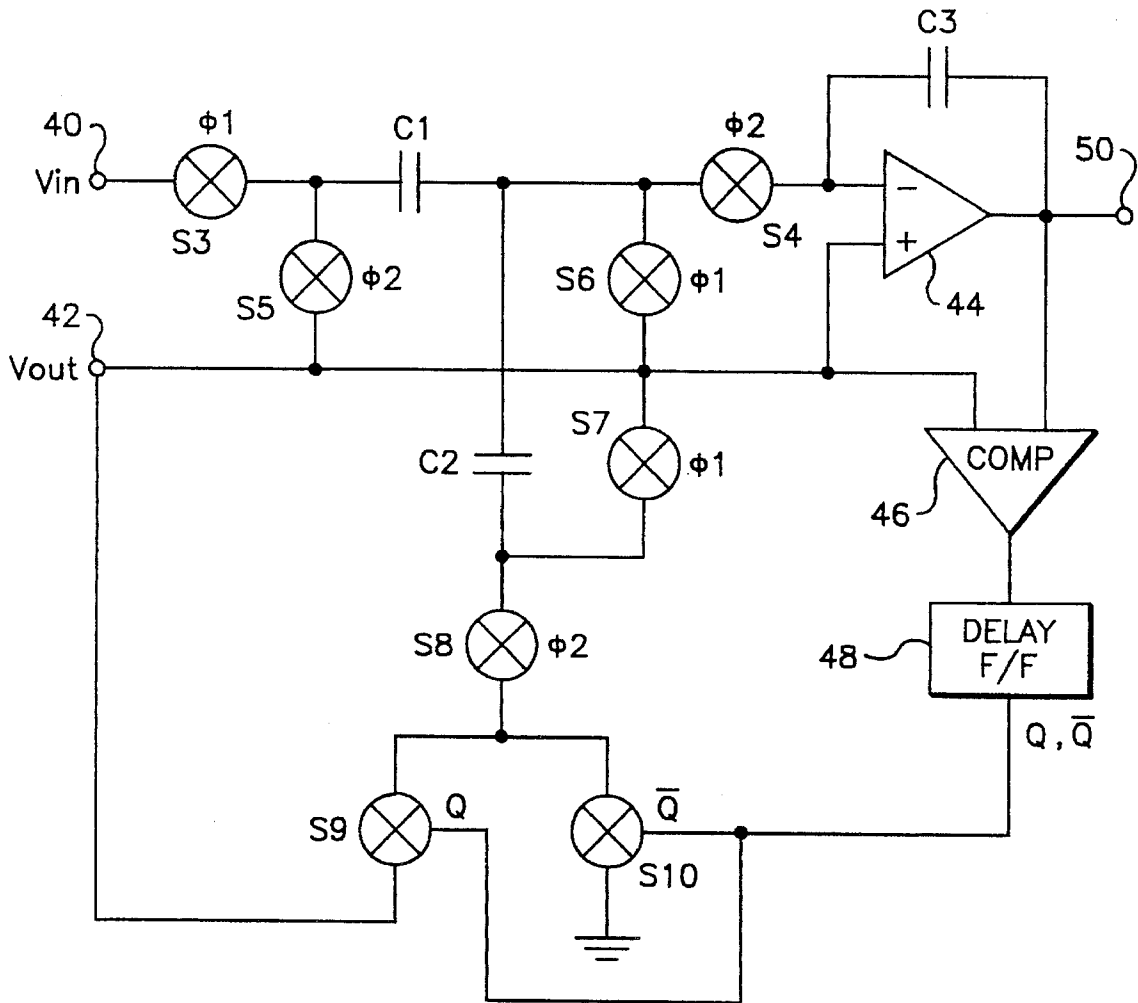 C3
40
ϕ1
C1
ϕ2
50
Vin
S3
S4
−
+
44
S5
ϕ2
S6
ϕ1
42
Vout
S7
C2
ϕ1
COMP
46
S8
ϕ2
48
DELAY
F/F
Q, Q̅
S9
Q
Q̅
S10